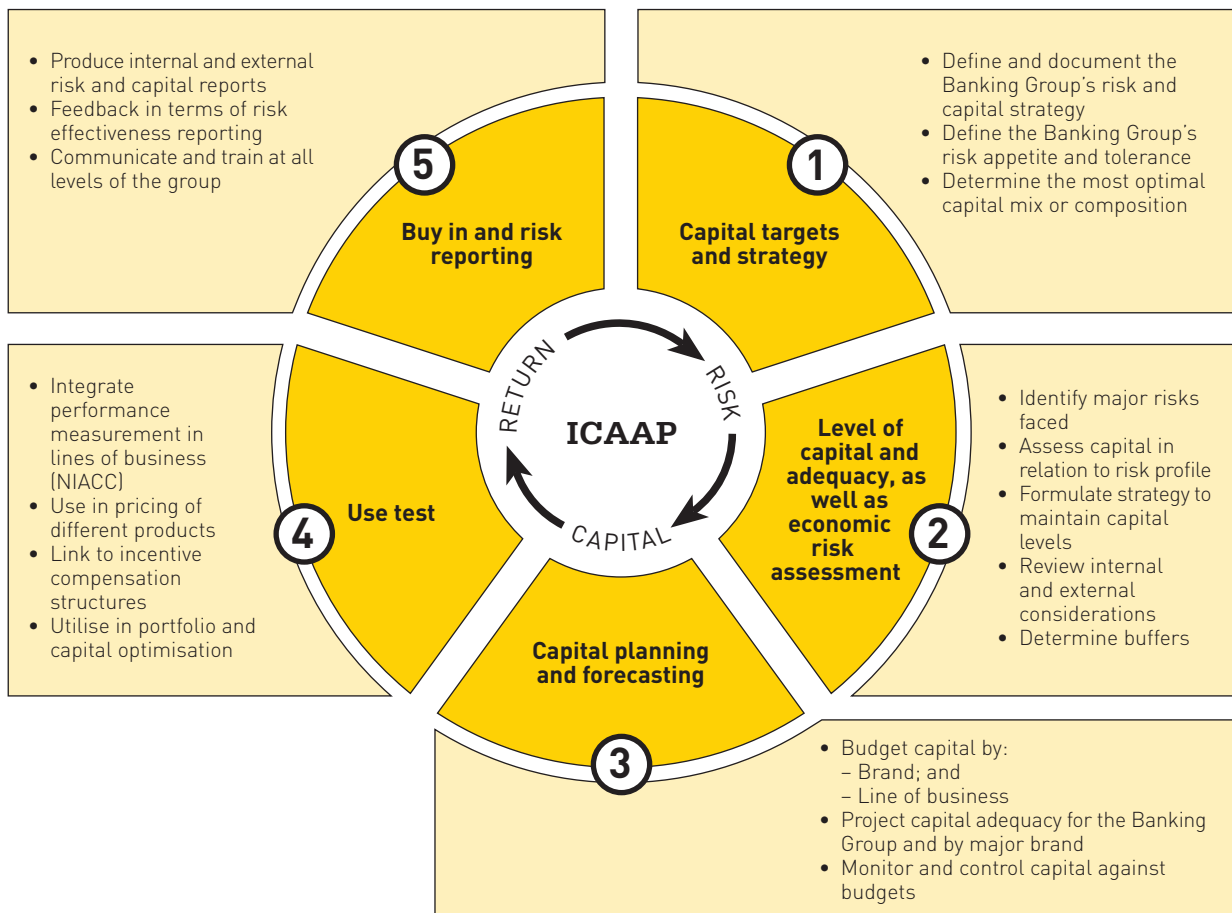 • Produce internal and external
risk and capital reports
• Feedback in terms of risk
effectiveness reporting
• Communicate and train at all
levels of the group
5
Buy in and risk
reporting
• Define and document the
Banking Group's risk and
capital strategy
• Define the Banking Group's
risk appetite and tolerance
• Determine the most optimal
capital mix or composition
1
Capital targets
and strategy
RETURN
RISK
CAPITAL
ICAAP
• Integrate
performance
measurement in
lines of business
(NIACC)
• Use in pricing of
different products
• Link to incentive
compensation
structures
• Utilise in portfolio and
capital optimisation
4
Use test
Level of
capital and
adequacy, as
well as
economic
risk
assessment
2
• Identify major risks
faced
• Assess capital in
relation to risk profile
• Formulate strategy to
maintain capital
levels
• Review internal
and external
considerations
• Determine buffers
Capital planning
and forecasting
3
• Budget capital by:
– Brand; and
– Line of business
• Project capital adequacy for the Banking
Group and by major brand
• Monitor and control capital against
budgets